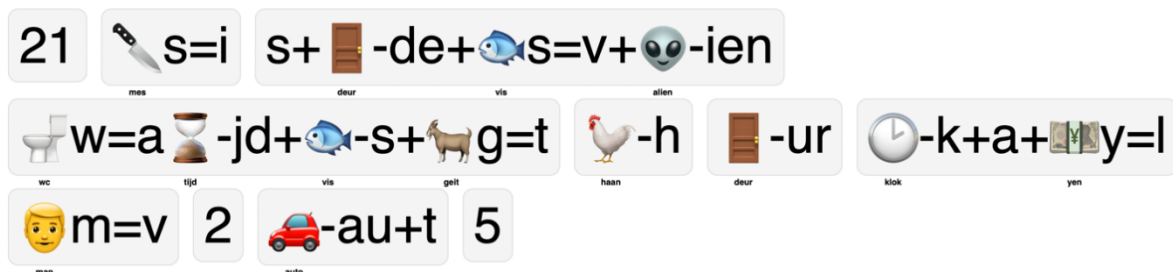 21 🔪s=i s+🚪-de+🐟s=v+👽-ien
mes deur vis alien
🚽w=a⏳-jd+🐟-s+🐐g=t 🐓-h 🚪-ur 🕑-k+a+💴y=l
wc tijd vis geit haan deur klok yen
👨m=v 2 🚗-au+t 5
man auto